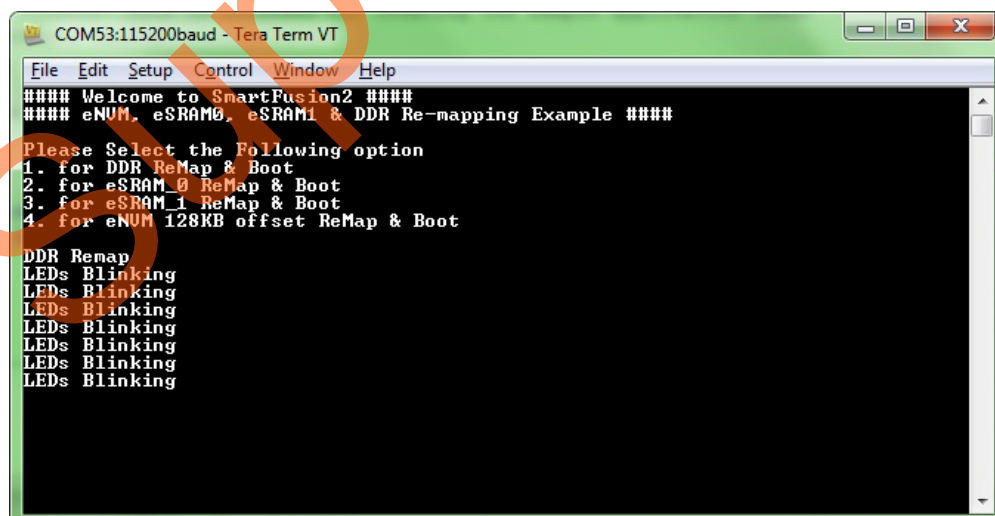 COM53:115200baud - Tera Term VT
File Edit Setup Control Window Help
#### Welcome to SmartFusion2 ####
#### eNVM, eSRAM0, eSRAM1 & DDR Re-mapping Example ####
Please Select the Following option
1. for DDR ReMap & Boot
2. for eSRAM_0 ReMap & Boot
3. for eSRAM_1 ReMap & Boot
4. for eNVM 128KB offset ReMap & Boot
DDR Remap
LEDs Blinking
LEDs Blinking
LEDs Blinking
LEDs Blinking
LEDs Blinking
LEDs Blinking
LEDs Blinking
Sup